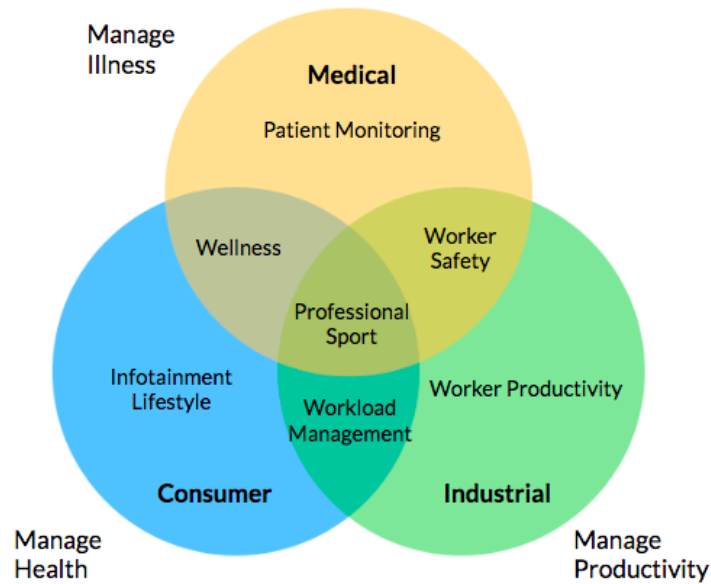 Manage
Illness
Medical
Patient Monitoring
Wellness
Worker
Safety
Professional
Sport
Infotainment
Lifestyle
Worker Productivity
Workload
Management
Consumer
Industrial
Manage
Health
Manage
Productivity